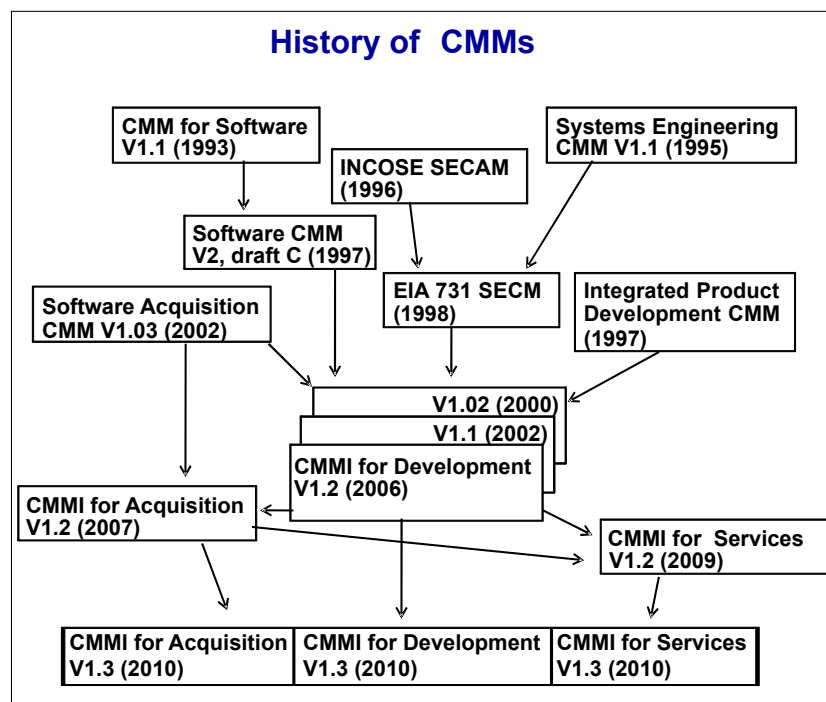 History of CMMs
CMM for Software
V1.1 (1993)
Systems Engineering
CMM V1.1 (1995)
INCOSE SECAM
(1996)
Software CMM
V2, draft C (1997)
EIA 731 SECM
(1998)
Integrated Product
Development CMM
(1997)
Software Acquisition
CMM V1.03 (2002)
V1.02 (2000)
V1.1 (2002)
CMMI for Development
V1.2 (2006)
CMMI for Acquisition
V1.2 (2007)
CMMI for Services
V1.2 (2009)
CMMI for Acquisition
V1.3 (2010)
CMMI for Development
V1.3 (2010)
CMMI for Services
V1.3 (2010)